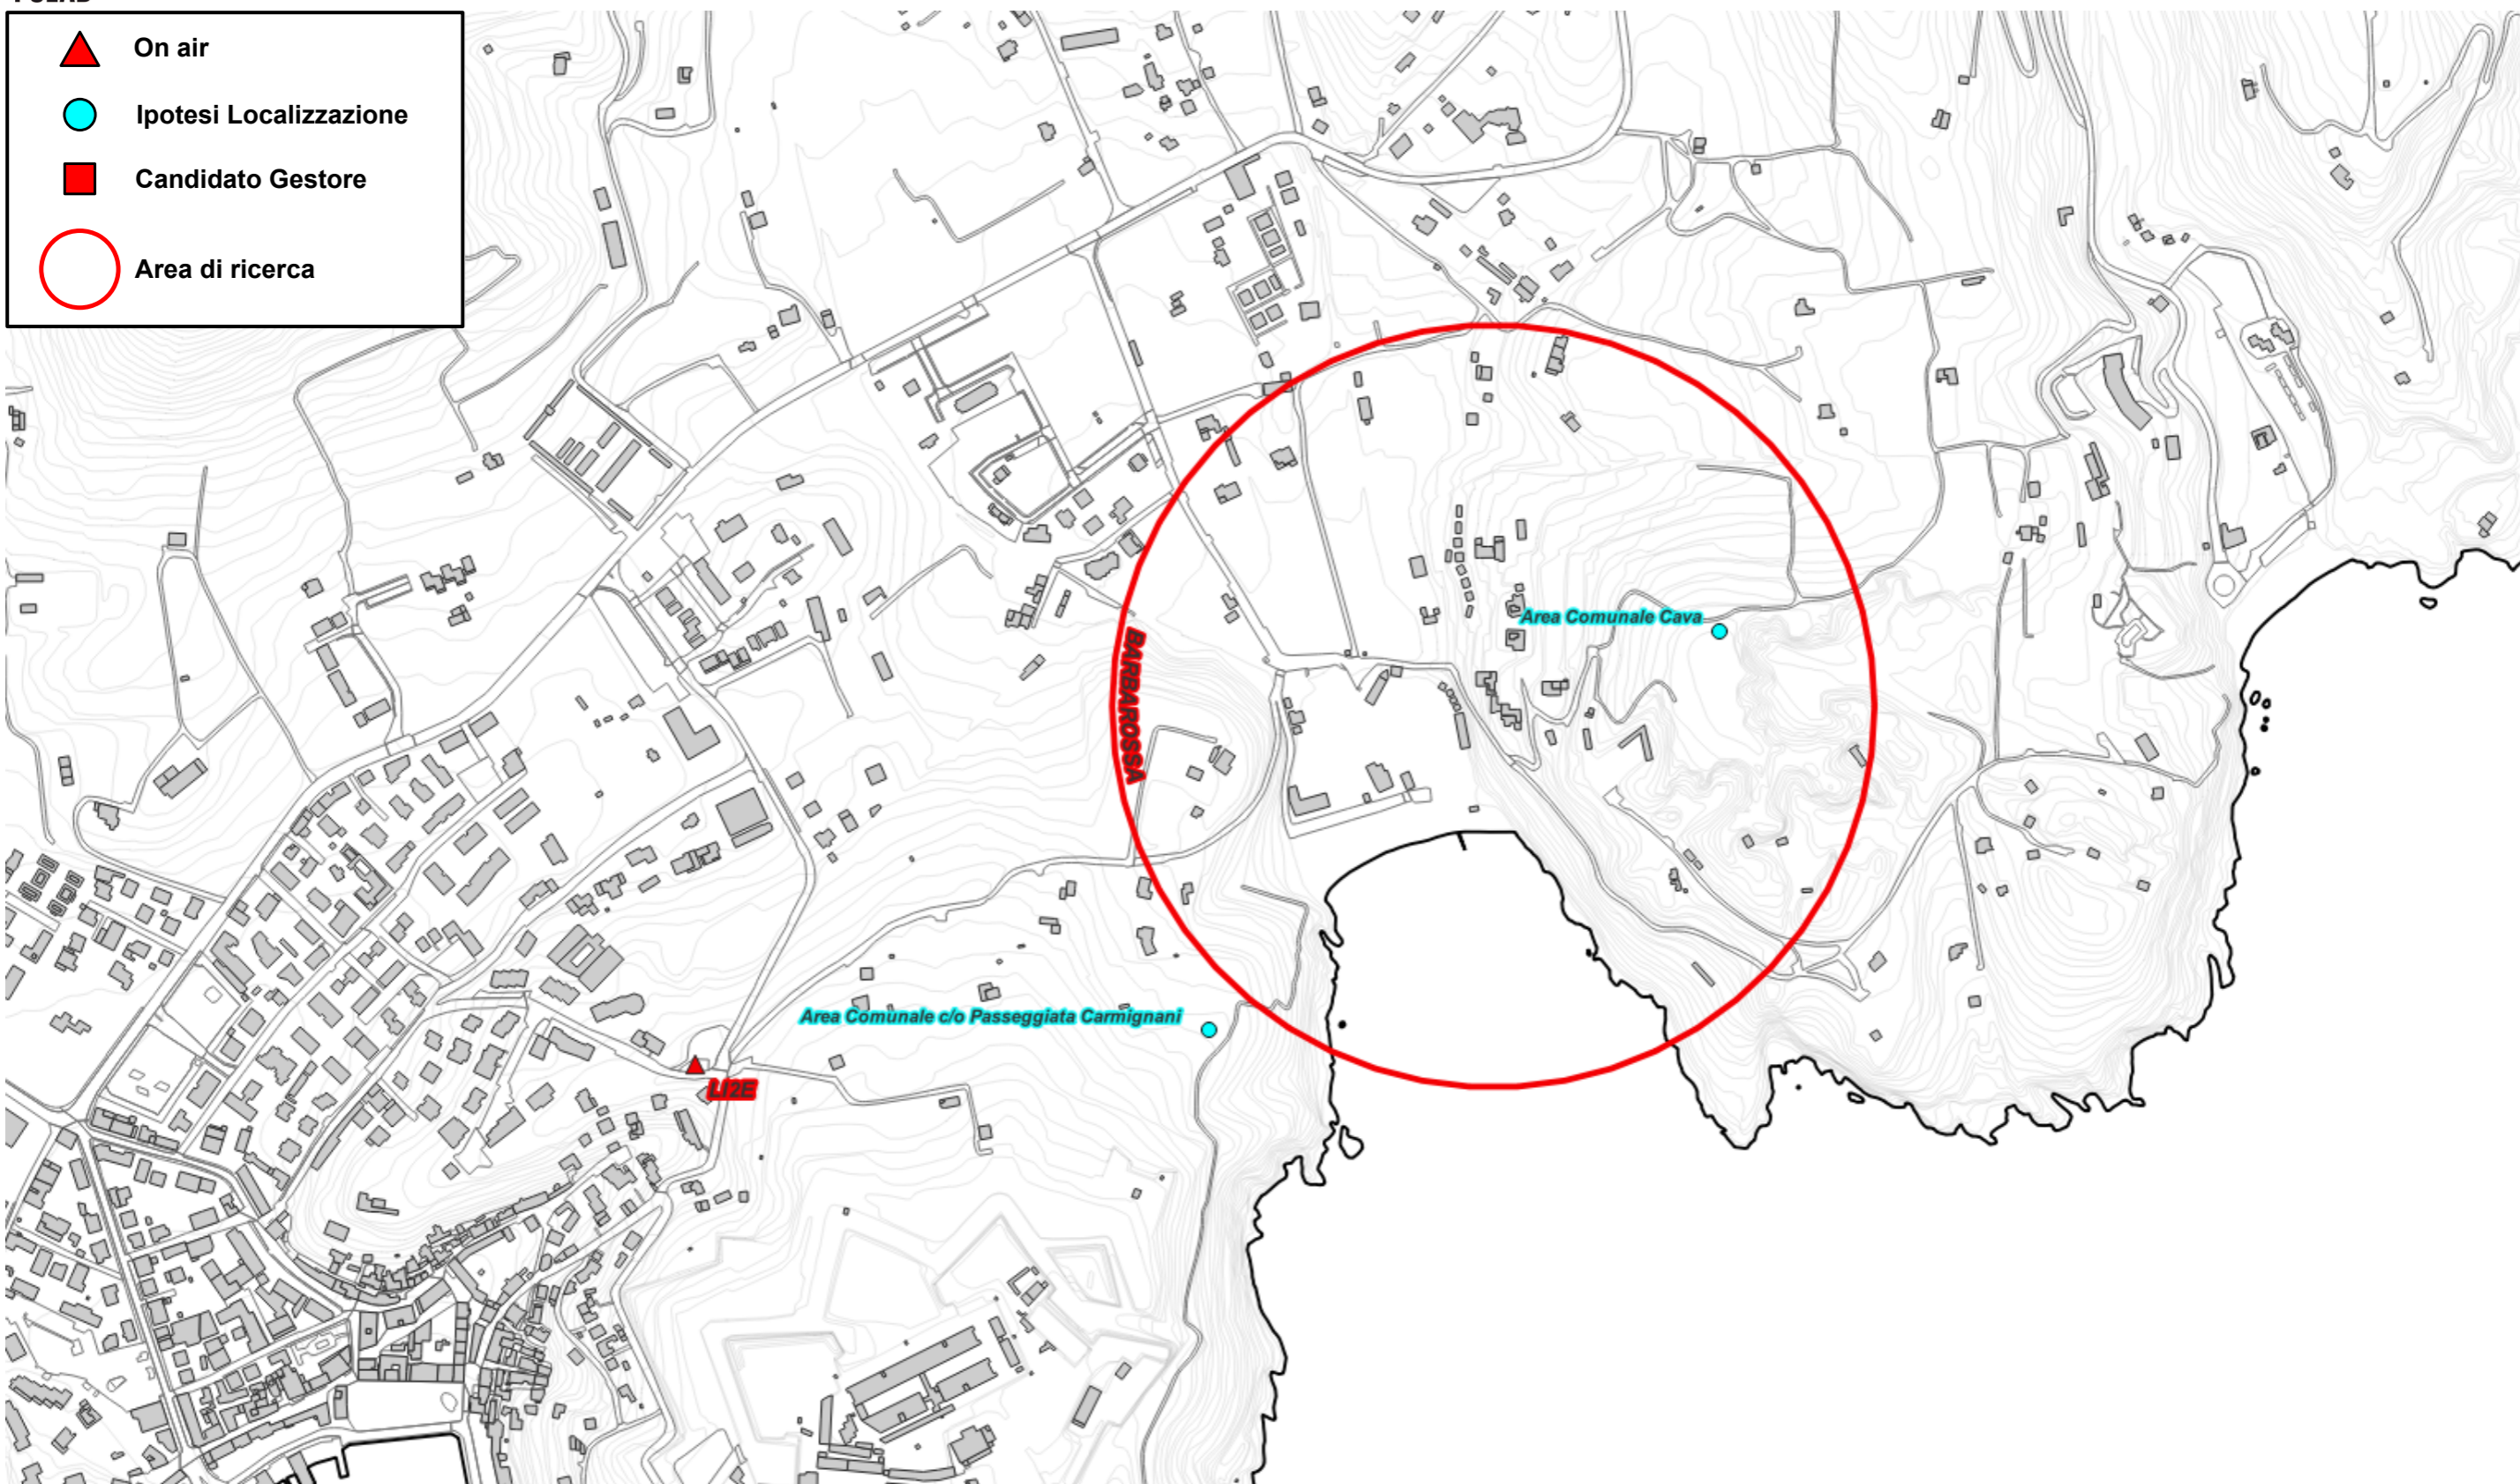 On air
Ipotesi Localizzazione
Candidato Gestore
Area di ricerca
Area Comunale Cava
BARBAROSSA
Area Comunale c/o Passeggiata Carmignani
LI2E